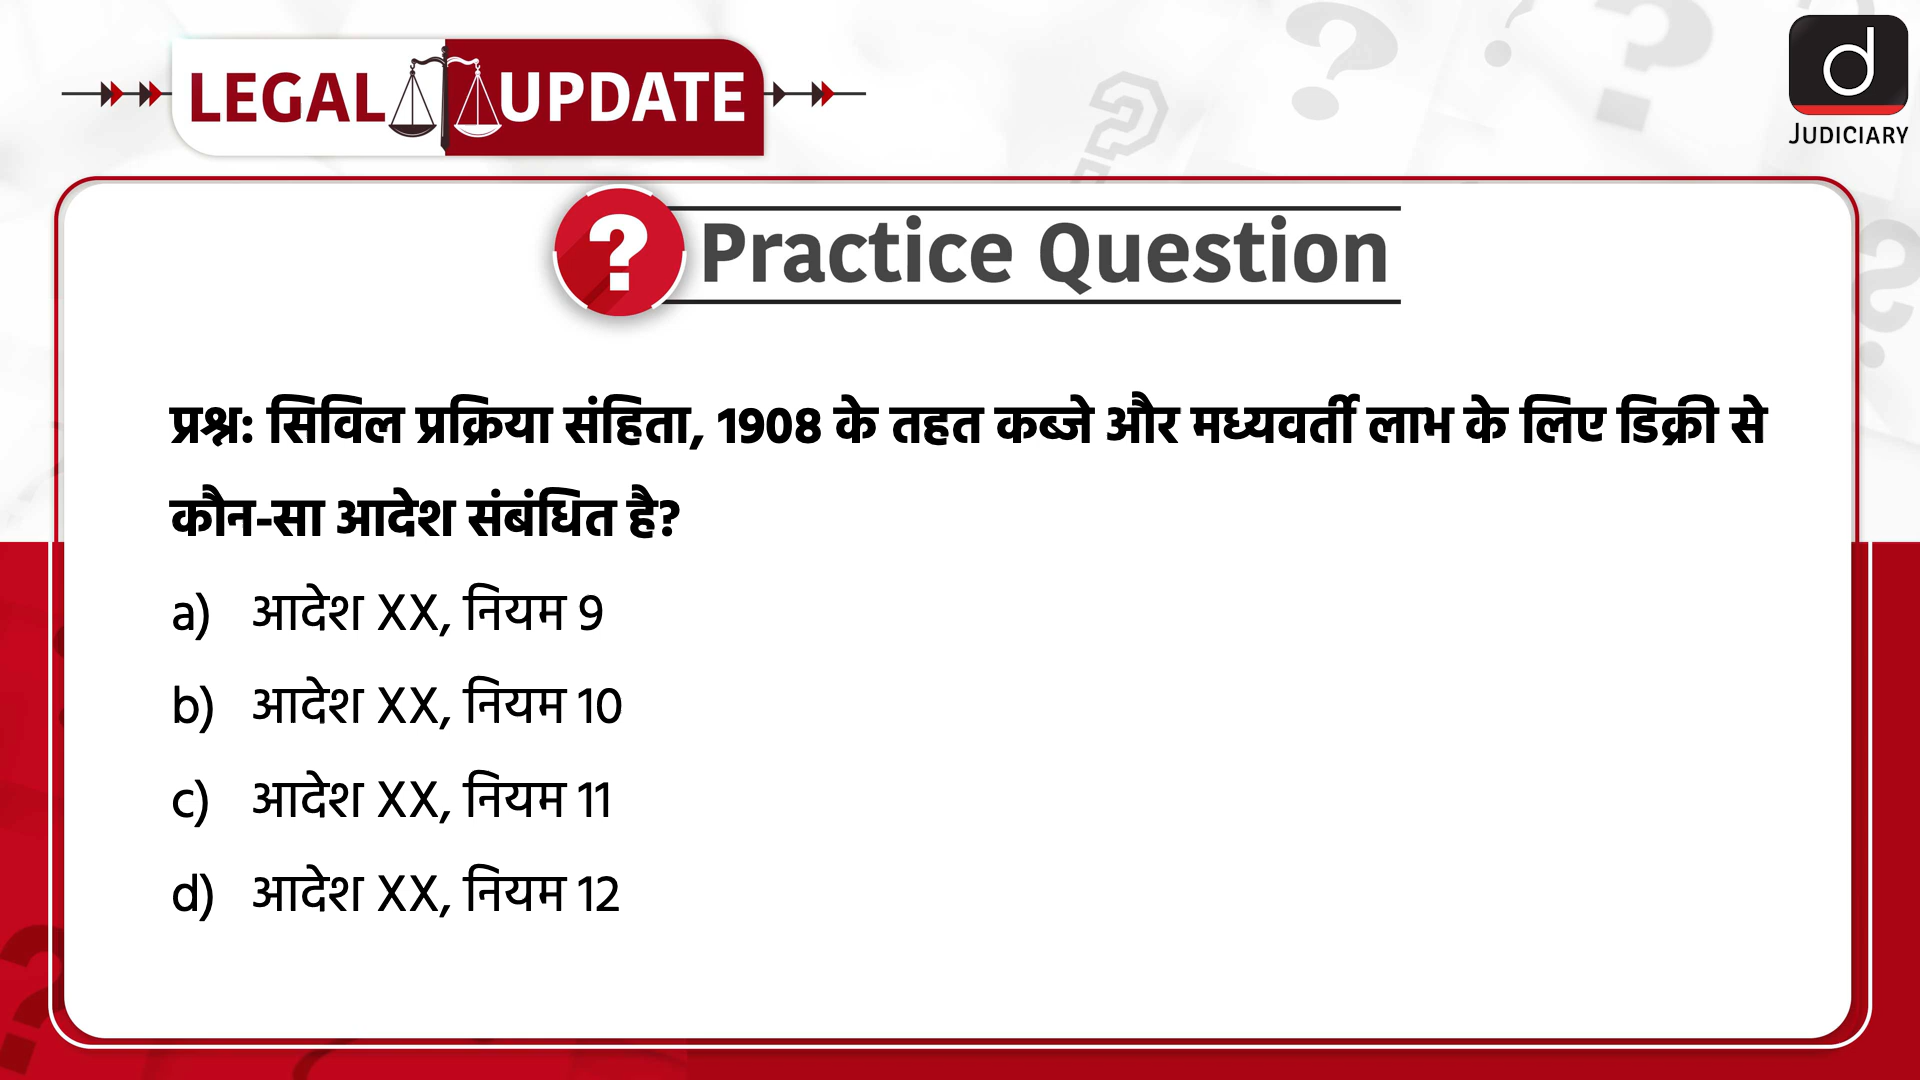 LEGAL UPDATE
d
JUDICIARY
? Practice Question
प्रश्न: सिविल प्रक्रिया संहिता, 1908 के तहत कब्जे और मध्यवर्ती लाभ के लिए डिक्री से
कौन-सा आदेश संबंधित है?
a) आदेश XX, नियम 9
b) आदेश XX, नियम 10
c) आदेश XX, नियम 11
d) आदेश XX, नियम 12